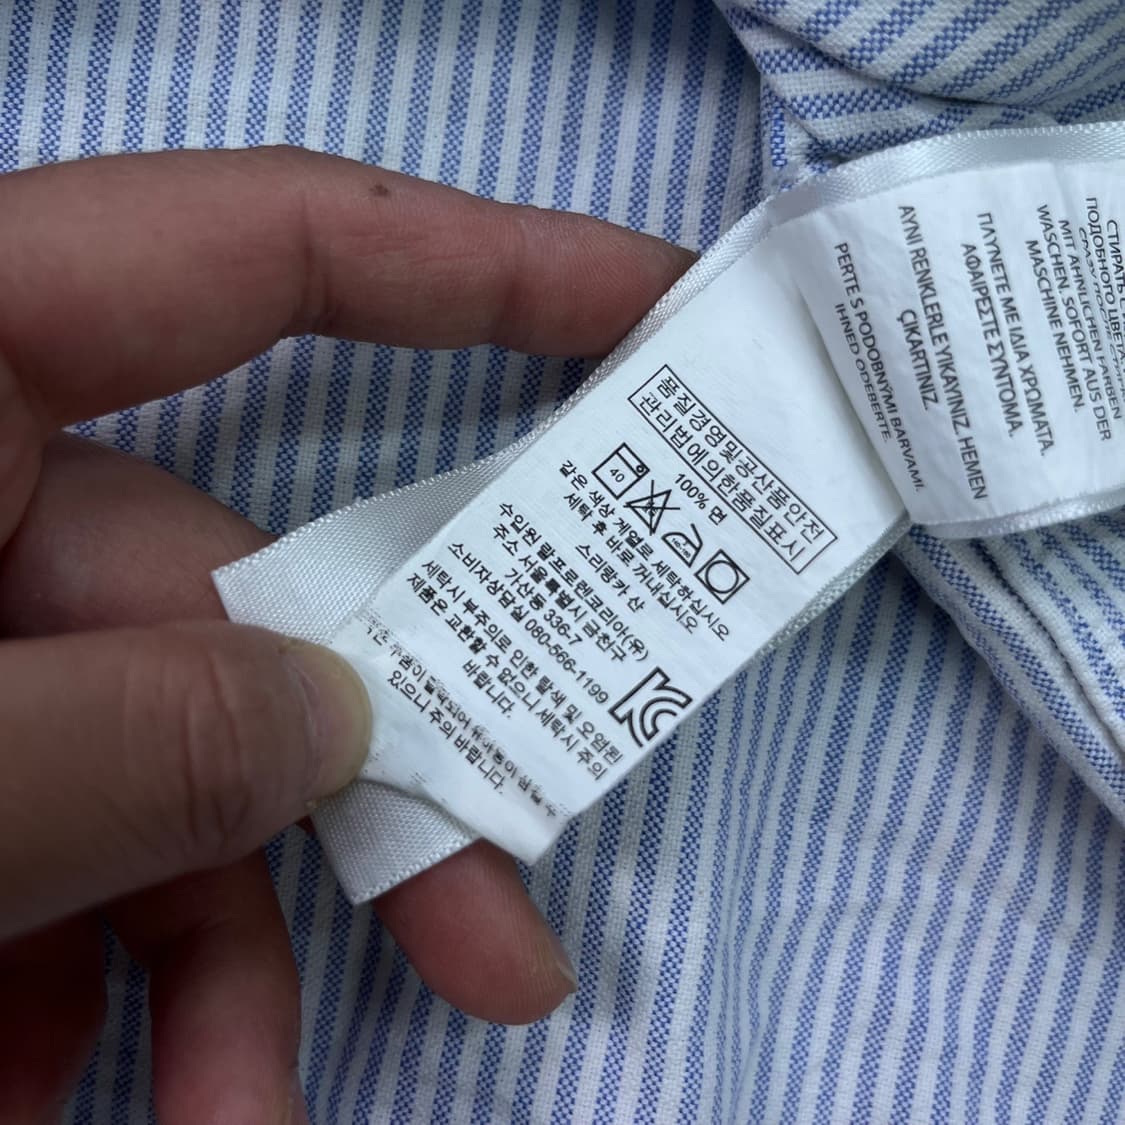 품질경영및공산품안전
관리법에의한품질표시
100% 면
40
같은 색상 계열로 세탁하십시오
세탁 후 바로 꺼내십시오
스리랑카 산
수입원 랄프로렌코리아(유)
주소 서울특별시 금천구
가산동 336-7
소비자상담실 080-566-1199
세탁시 부주의로 인한 탈색 및 오염된
제품은 교환할 수 없으니 세탁시 주의
바랍니다.
있으니 주의 바랍니다.
СТИРАТЬ
ПОДОБНОГО ЦВЕТА
MIT ÄHNLICHEN FARBEN
WASCHEN. SOFORT AUS DER
MASCHINE NEHMEN.
ΠΛΥΝΕΤΕ ΜΕ ΙΔΙΑ ΧΡΩΜΑΤΑ.
ΑΦΑΙΡΕΣΤΕ ΣΥΝΤΟΜΑ.
AYNI RENKLERLE YIKAYINIZ. HEMEN
ÇIKARTINIZ.
PERTE S PODOBNÝMI BARVAMI.
IHNED ODEBERTE.